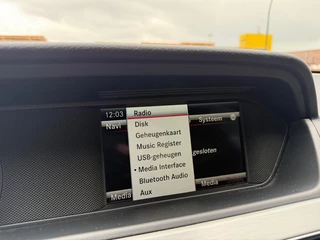 12:03
Radio
Navi
Disk
Systeem
Geheugenkaart
Music Register
USB-geheugen
gesloten
• Media Interface
Bluetooth Audio
Media
Aux
Media